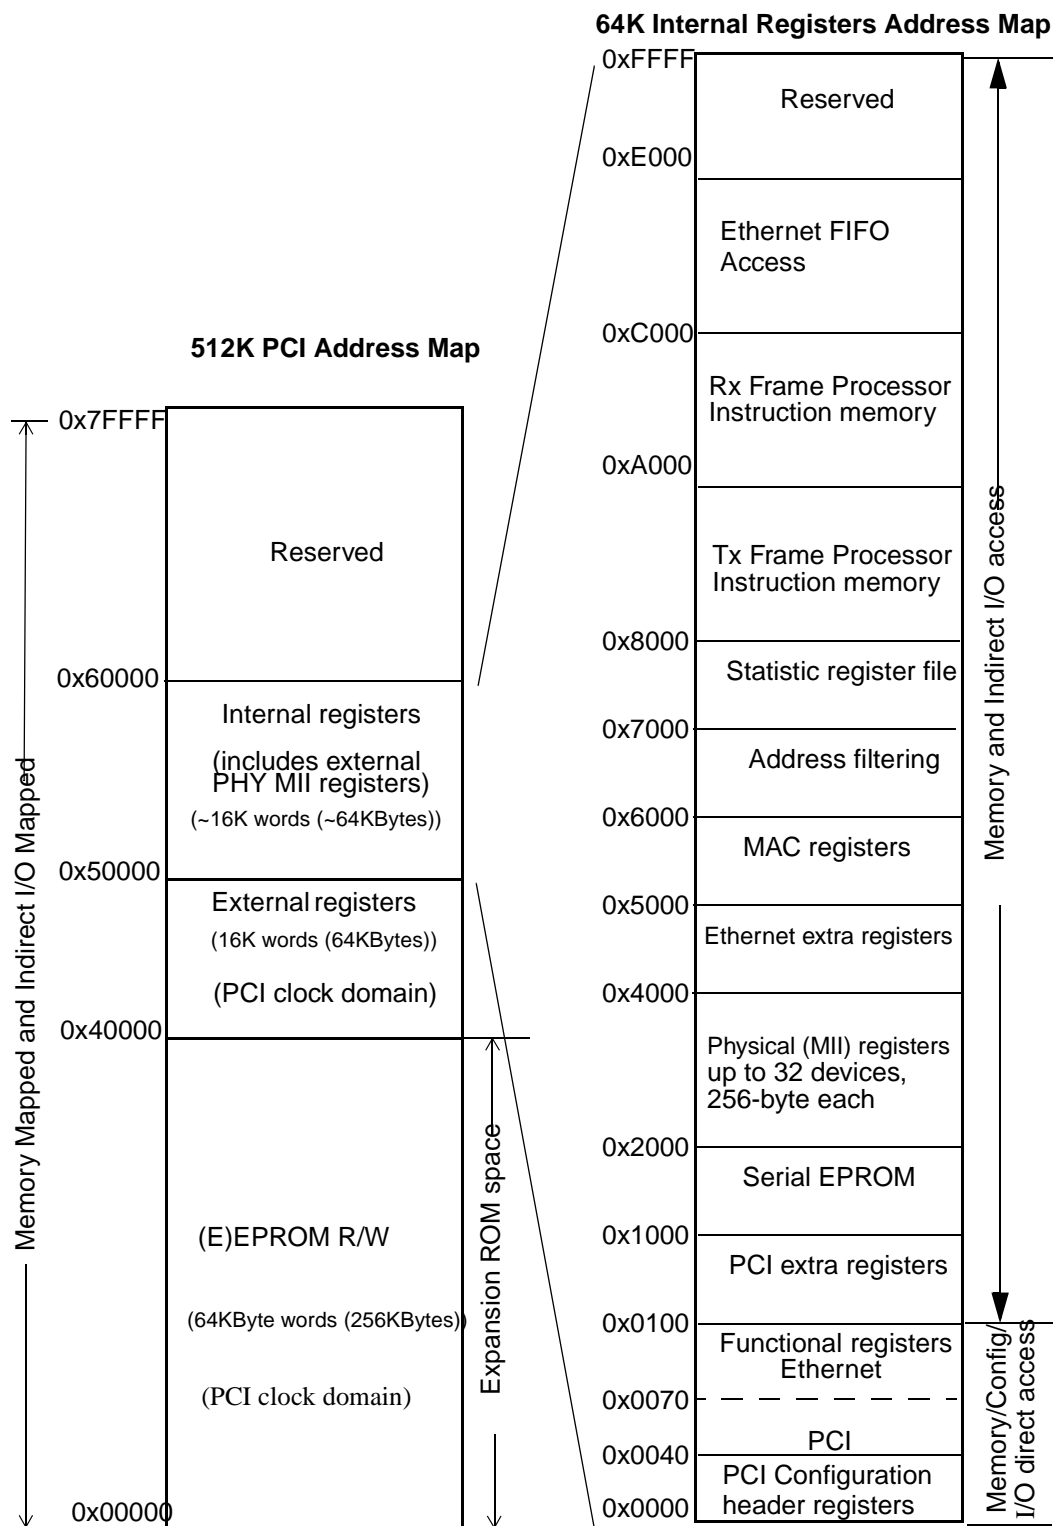 64K Internal Registers Address Map
0xFFFF
Reserved
0xE000
Ethernet FIFO
Access
0xC000
Rx Frame Processor
Instruction memory
0xA000
Tx Frame Processor
Instruction memory
0x8000
Statistic register file
0x7000
Address filtering
0x6000
MAC registers
0x5000
Ethernet extra registers
0x4000
Physical (MII) registers
up to 32 devices,
256-byte each
0x2000
Serial EPROM
0x1000
PCI extra registers
0x0100
Functional registers
Ethernet
0x0070
PCI
0x0040
PCI Configuration
header registers
0x0000
Memory and Indirect I/O access
Memory/Config/
I/O direct access
512K PCI Address Map
0x7FFFF
Reserved
0x60000
Internal registers
(includes external
PHY MII registers)
(~16K words (~64KBytes))
0x50000
External registers
(16K words (64KBytes))
(PCI clock domain)
0x40000
(E)EPROM R/W
(64KByte words (256KBytes))
(PCI clock domain)
0x00000
Memory Mapped and Indirect I/O Mapped
Expansion ROM space